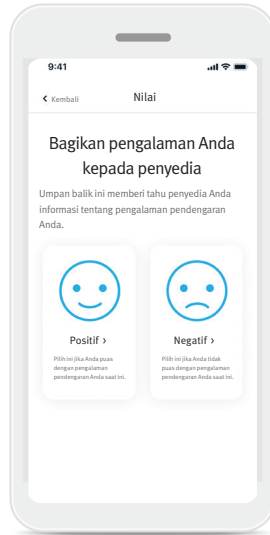 9:41
Kembali
Nilai
Bagikan pengalaman Anda
kepada penyedia
Umpan balik ini memberi tahu penyedia Anda
informasi tentang pengalaman pendengaran
Anda.
Positif ›
Pilih ini jika Anda puas
dengan pengalaman
pendengaran Anda saat ini.
Negatif ›
Pilih ini jika Anda tidak
puas dengan pengalaman
pendengaran Anda saat ini.